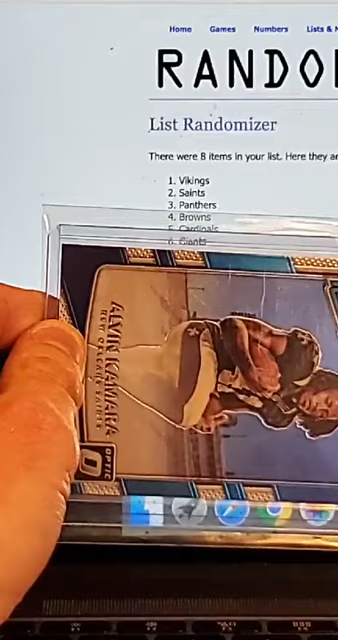 Home Games Numbers Lists &
RANDO
List Randomizer
There were 8 items in your list. Here they ar
1. Vikings
2. Saints
3. Panthers
4. Browns
5. Cardinals
6. Giants
ALVIN KAMARA
NEW ORLEANS SAINTS
OPTIC